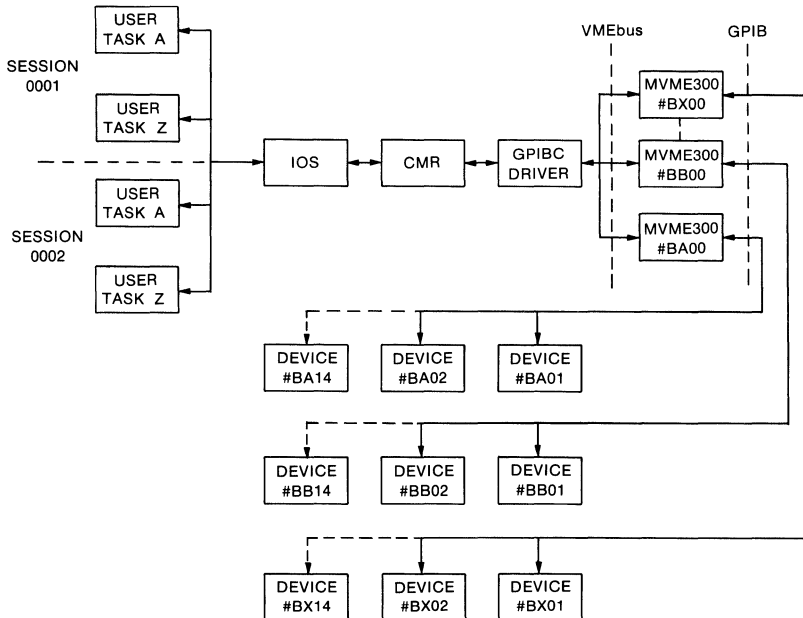 USER
TASK A
SESSION
0001
USER
TASK Z
USER
TASK A
SESSION
0002
USER
TASK Z
IOS
CMR
GPIBC
DRIVER
VMEbus
GPIB
MVME300
#BX00
MVME300
#BB00
MVME300
#BA00
DEVICE
#BA14
DEVICE
#BA02
DEVICE
#BA01
DEVICE
#BB14
DEVICE
#BB02
DEVICE
#BB01
DEVICE
#BX14
DEVICE
#BX02
DEVICE
#BX01